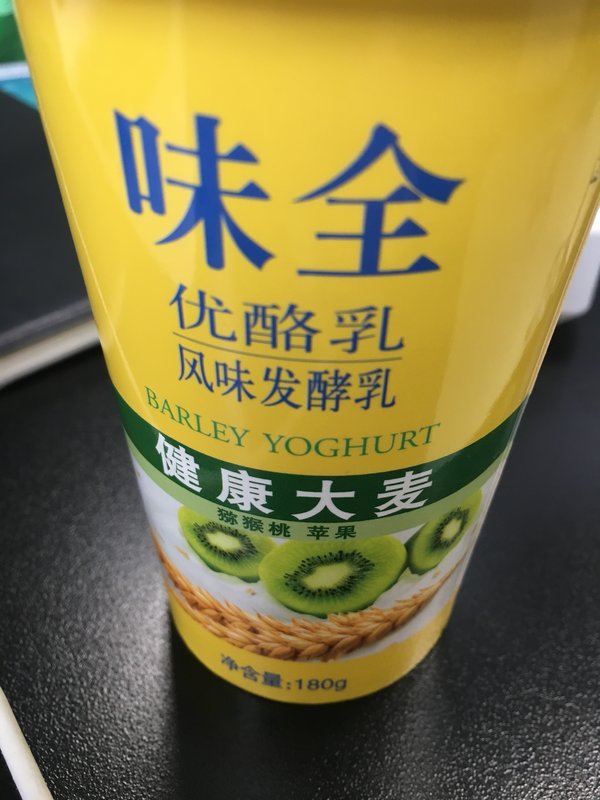 味全
优酪乳
风味发酵乳
BARLEY YOGHURT
健康大麦
猕猴桃 苹果
净含量:180g